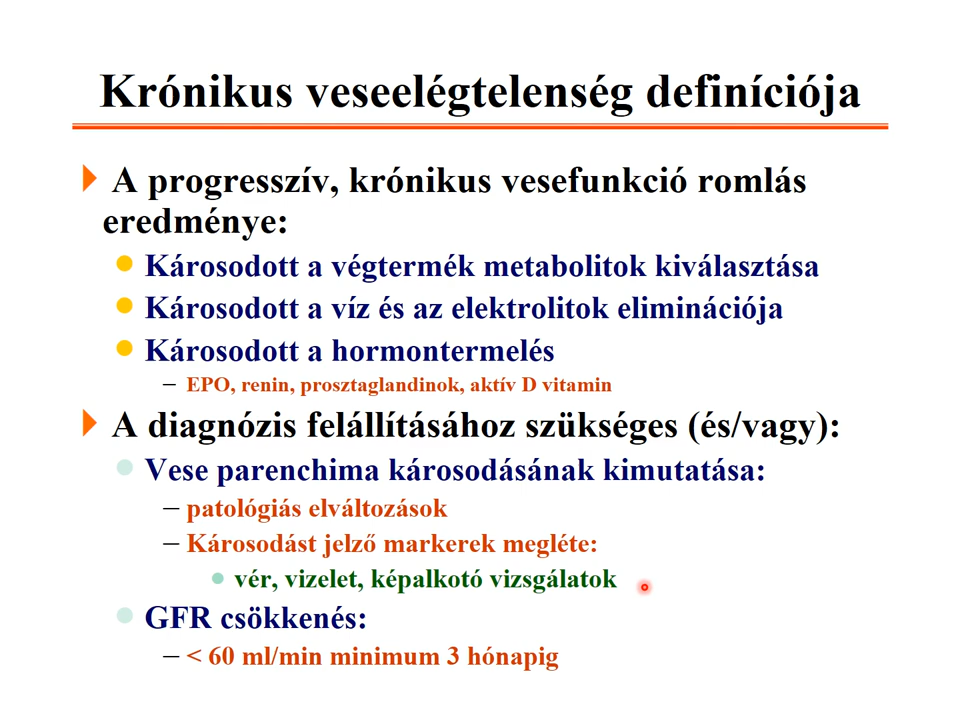 Krónikus veseelégtelenség definíciója
A progresszív, krónikus vesefunkció romlás
eredménye:
Károsodott a végtermék metabolitok kiválasztása
Károsodott a víz és az elektrolitok eliminációja
Károsodott a hormontermelés
– EPO, renin, prosztaglandinok, aktív D vitamin
A diagnózis felállításához szükséges (és/vagy):
Vese parenchima károsodásának kimutatása:
– patológiás elváltozások
– Károsodást jelző markerek megléte:
vér, vizelet, képalkotó vizsgálatok
GFR csökkenés:
– < 60 ml/min minimum 3 hónapig